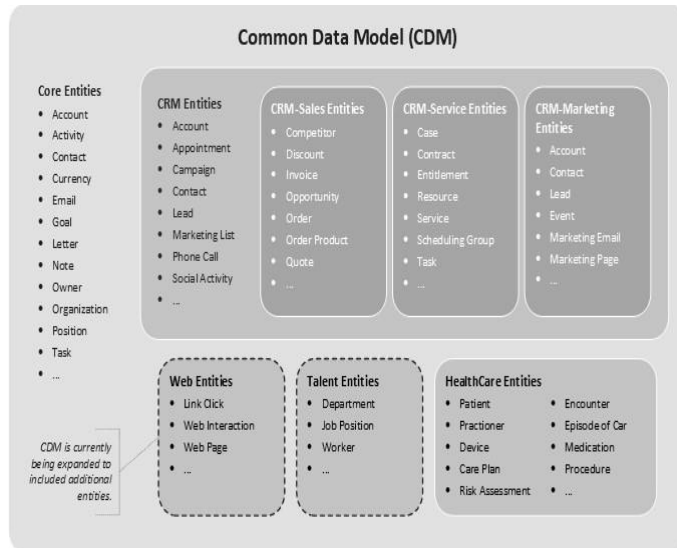 Common Data Model (CDM)
Core Entities
• Account
• Activity
• Contact
• Currency
• Email
• Goal
• Letter
• Note
• Owner
• Organization
• Position
• Task
• ...
CRM Entities
• Account
• Appointment
• Campaign
• Contact
• Lead
• Marketing List
• Phone Call
• Social Activity
• ...
CRM-Sales Entities
• Competitor
• Discount
• Invoice
• Opportunity
• Order
• Order Product
• Quote
• ...
CRM-Service Entities
• Case
• Contract
• Entitlement
• Resource
• Service
• Scheduling Group
• Task
• ...
CRM-Marketing
Entities
• Account
• Contact
• Lead
• Event
• Marketing Email
• Marketing Page
• ...
CDM is currently
being expanded to
included additional
entities.
Web Entities
• Link Click
• Web Interaction
• Web Page
• ...
Talent Entities
• Department
• Job Position
• Worker
• ...
HealthCare Entities
• Patient
• Practioner
• Device
• Care Plan
• Risk Assessment
• Encounter
• Episode of Car
• Medication
• Procedure
• ...